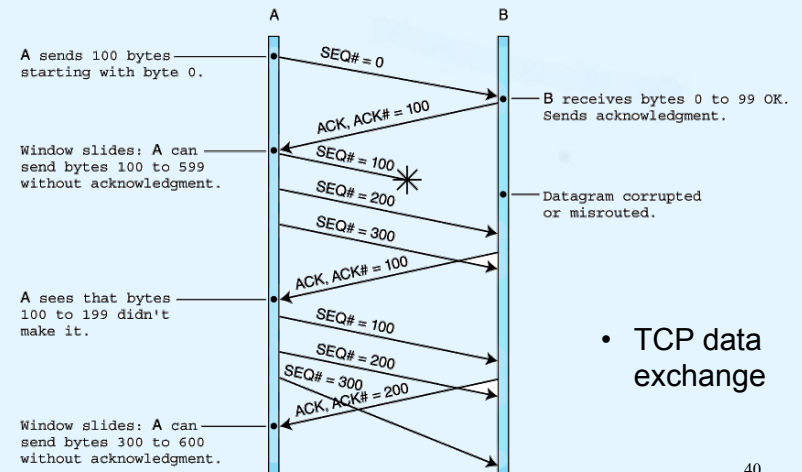 A
B
A sends 100 bytes
starting with byte 0.
SEQ# = 0
B receives bytes 0 to 99 OK.
Sends acknowledgment.
ACK, ACK# = 100
Window slides: A can
send bytes 100 to 599
without acknowledgment.
SEQ# = 100
SEQ# = 200
Datagram corrupted
or misrouted.
SEQ# = 300
ACK, ACK# = 100
A sees that bytes
100 to 199 didn't
make it.
SEQ# = 100
SEQ# = 200
SEQ# = 300
ACK, ACK# = 200
• TCP data
exchange
Window slides: A can
send bytes 300 to 600
without acknowledgment.
40